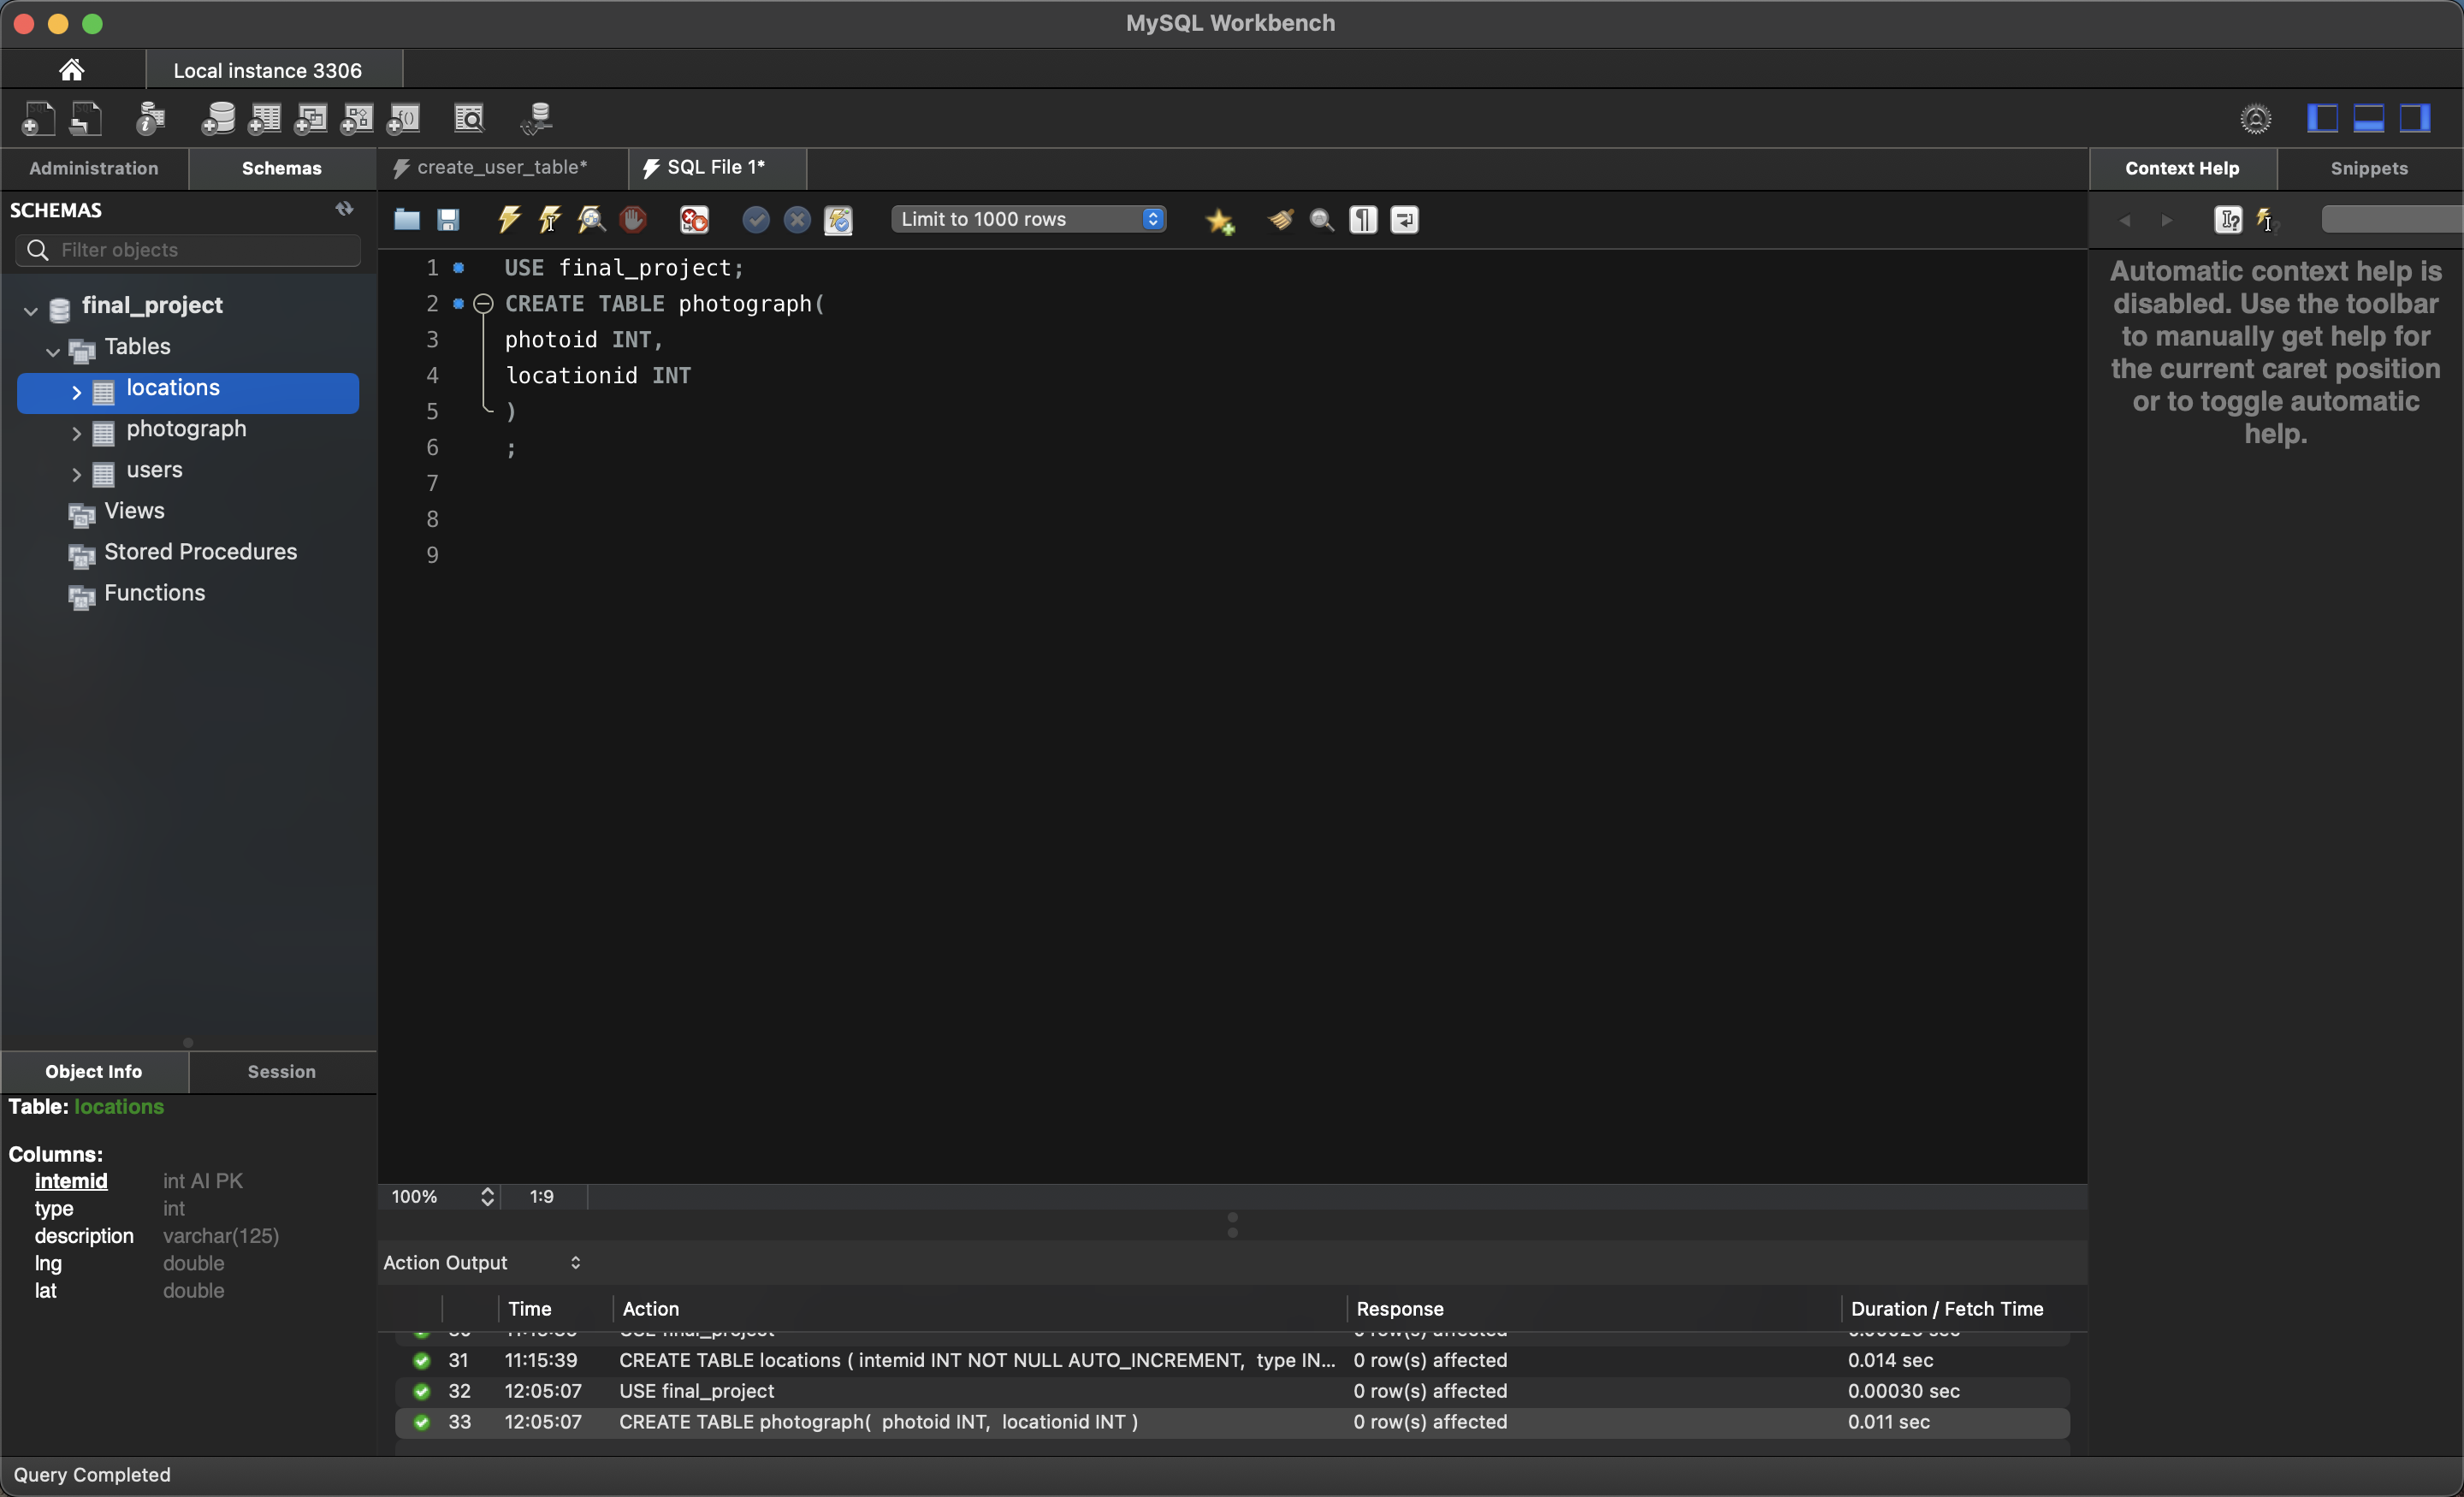 MySQL Workbench
Local instance 3306
Administration
Schemas
SCHEMAS
Filter objects
final_project
Tables
locations
photograph
users
Views
Stored Procedures
Functions
Object Info
Session
Table: locations
Columns:
intemid int AI PK
type int
description varchar(125)
lng double
lat double
create_user_table*
SQL File 1*
Limit to 1000 rows
1 USE final_project;
2 CREATE TABLE photograph(
3 photoid INT,
4 locationid INT
5 )
6 ;
7
8
9
100% 1:9
Action Output
Time Action Response Duration / Fetch Time
31 11:15:39 CREATE TABLE locations ( intemid INT NOT NULL AUTO_INCREMENT, type IN... 0 row(s) affected 0.014 sec
32 12:05:07 USE final_project 0 row(s) affected 0.00030 sec
33 12:05:07 CREATE TABLE photograph( photoid INT, locationid INT ) 0 row(s) affected 0.011 sec
Context Help
Snippets
Automatic context help is
disabled. Use the toolbar
to manually get help for
the current caret position
or to toggle automatic
help.
Query Completed